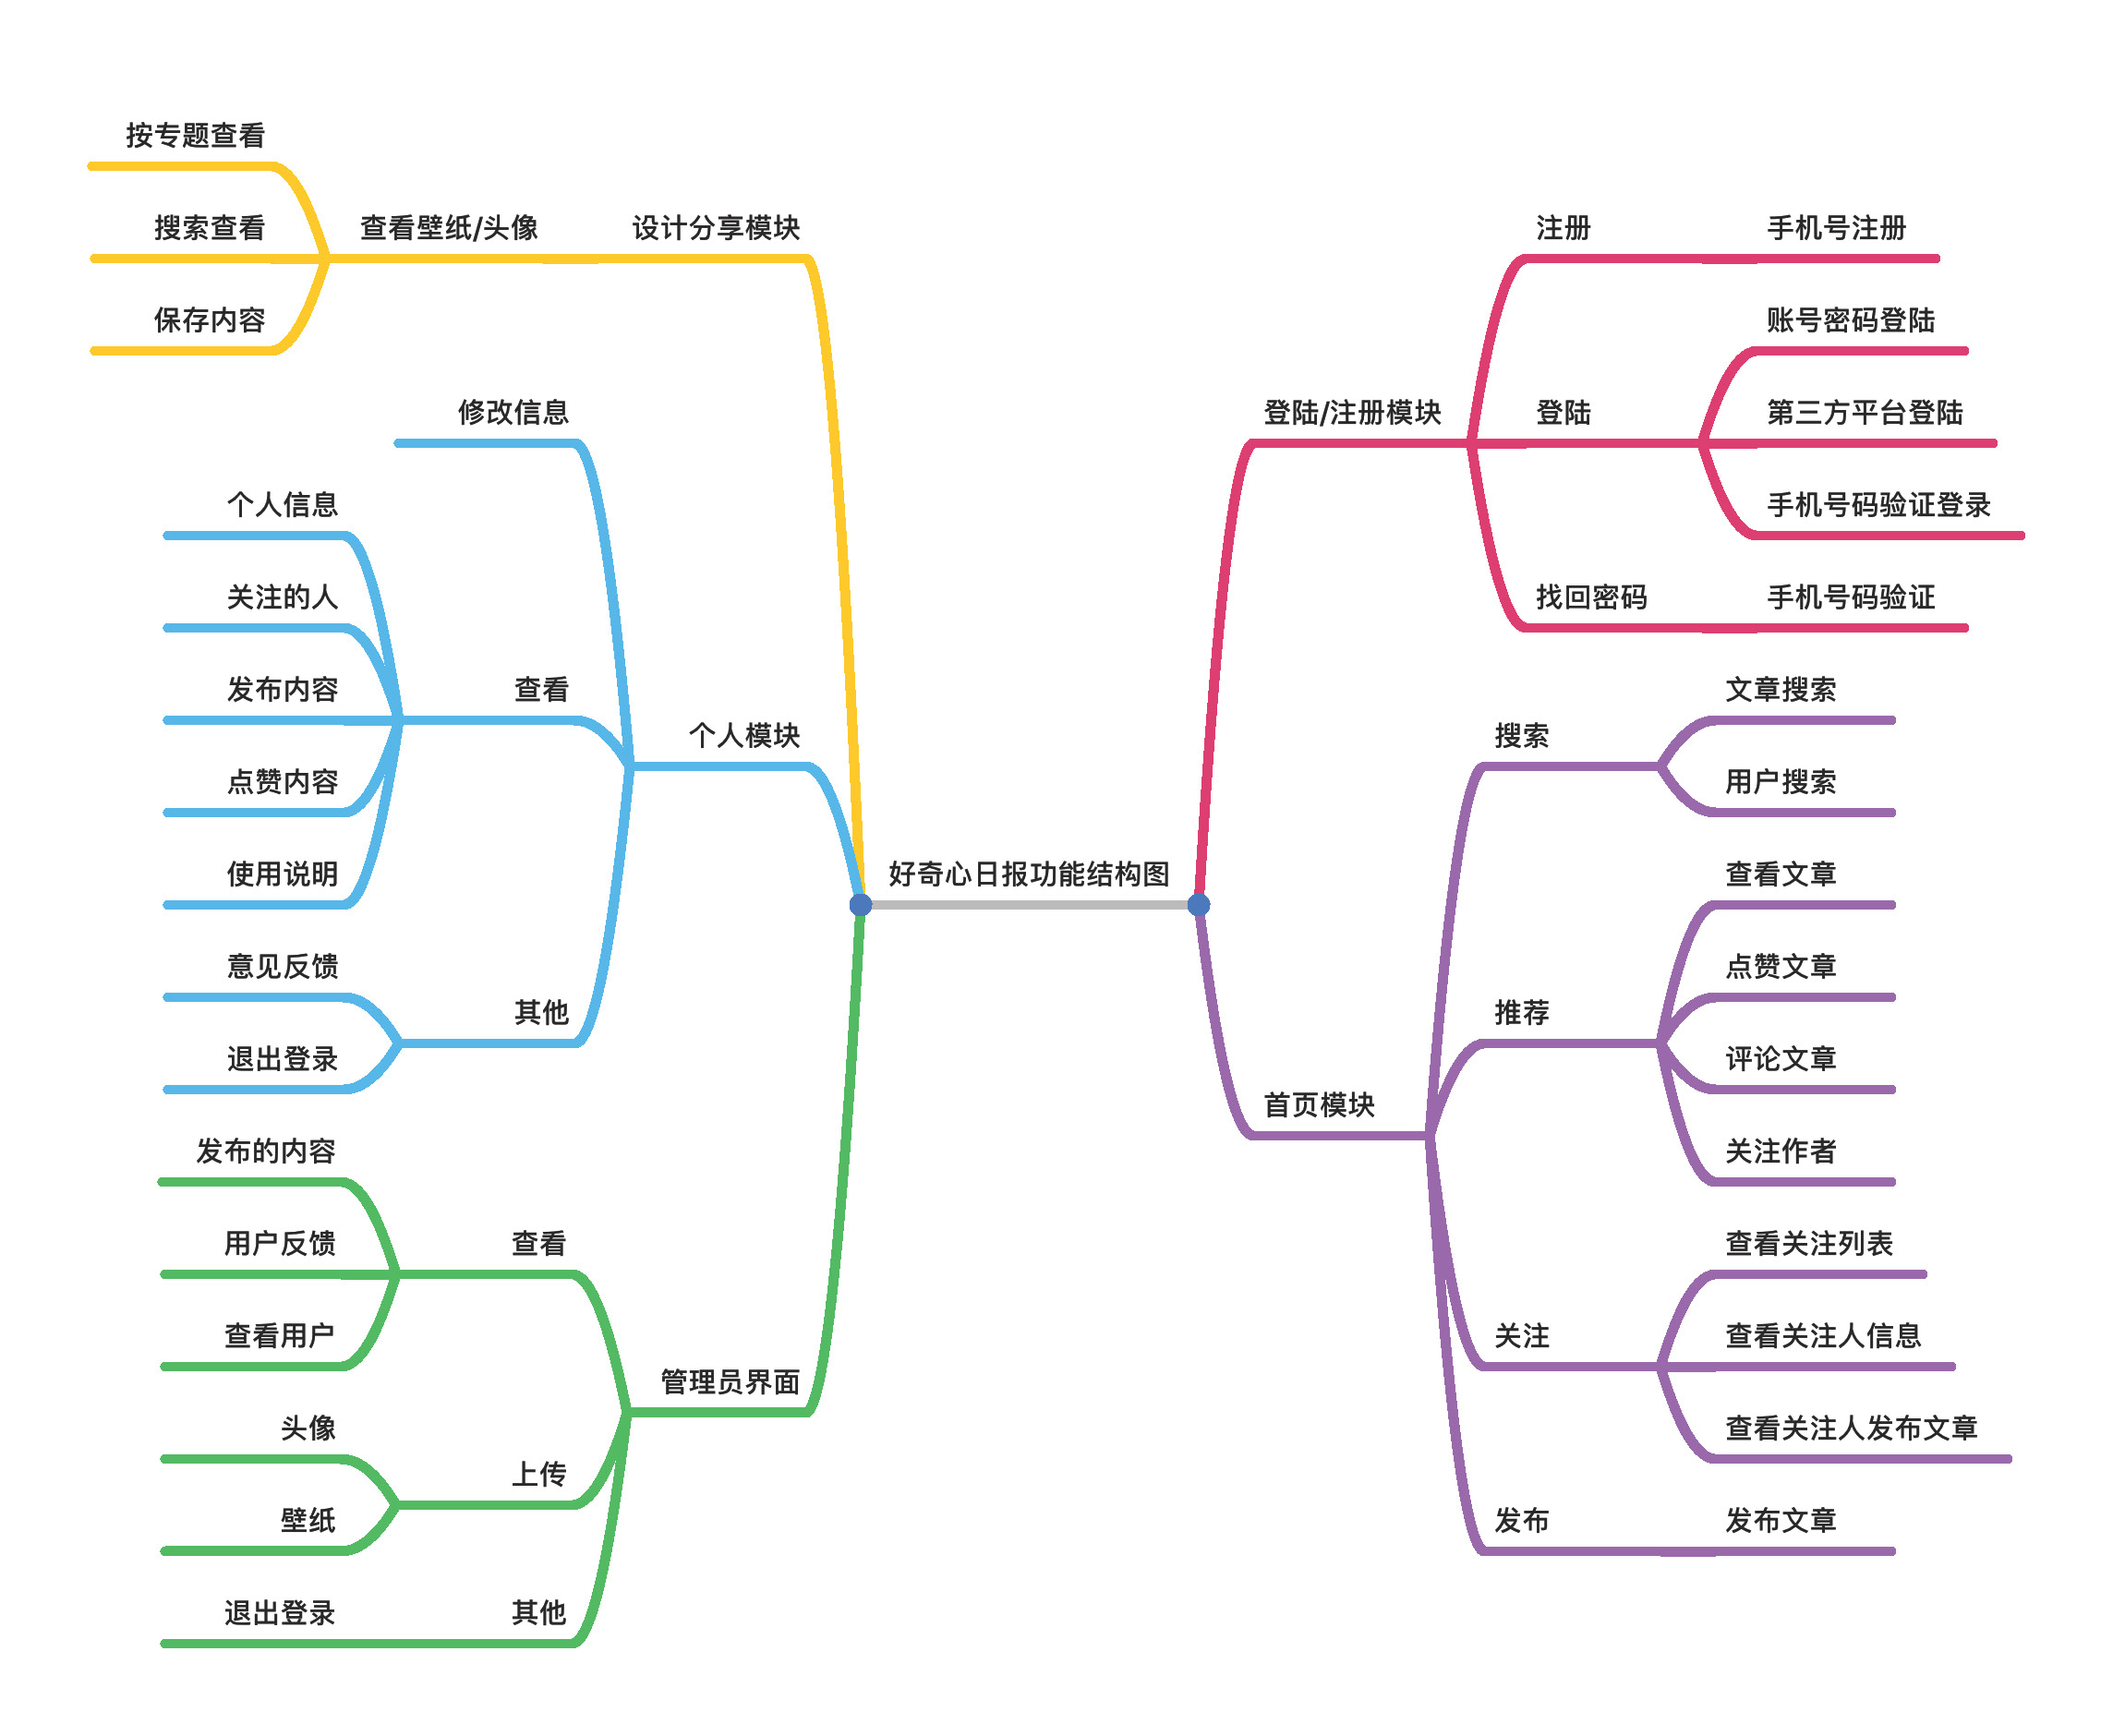 好奇心日报功能结构图
登陆/注册模块
注册
手机号注册
登陆
账号密码登陆
第三方平台登陆
手机号码验证登录
找回密码
手机号码验证
首页模块
搜索
文章搜索
用户搜索
推荐
查看文章
点赞文章
评论文章
关注作者
关注
查看关注列表
查看关注人信息
查看关注人发布文章
发布
发布文章
设计分享模块
查看壁纸/头像
按专题查看
搜索查看
保存内容
个人模块
修改信息
查看
个人信息
关注的人
发布内容
点赞内容
使用说明
其他
意见反馈
退出登录
管理员界面
查看
发布的内容
用户反馈
查看用户
上传
头像
壁纸
其他
退出登录